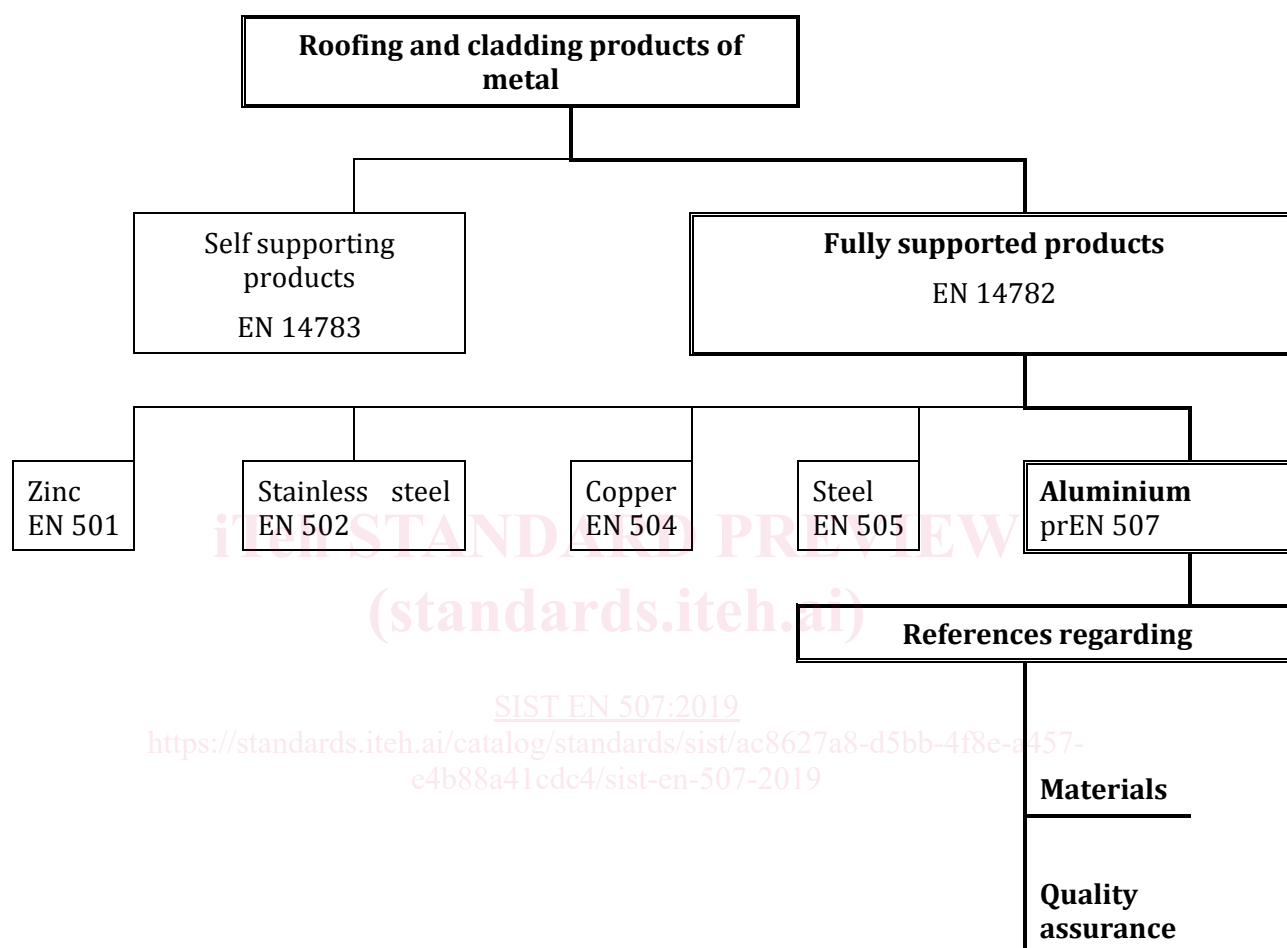 Roofing and cladding products of
metal
Self supporting
products
EN 14783
Fully supported products
EN 14782
Zinc
EN 501
Stainless steel
EN 502
Copper
EN 504
Steel
EN 505
Aluminium
prEN 507
iTeh STANDARD PREVIEW
(standards.iteh.ai)
References regarding
SIST EN 507:2019
https://standards.iteh.ai/catalog/standards/sist/ac8627a8-d5bb-4f8e-a457-
e4b88a41cdc4/sist-en-507-2019
Materials
Quality
assurance